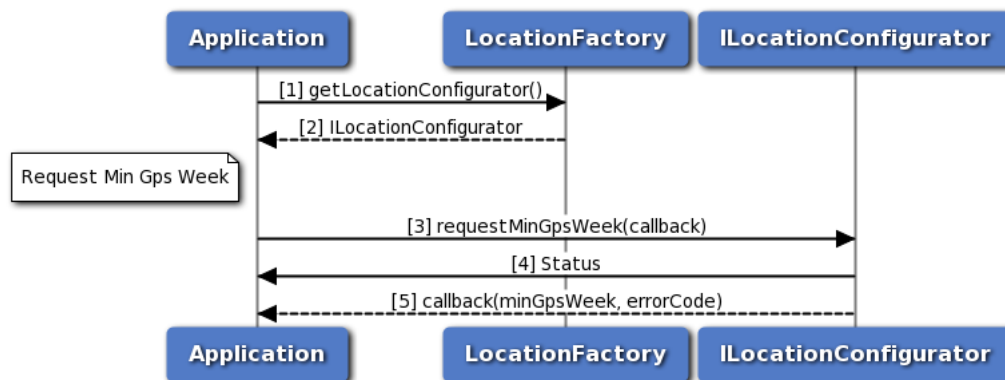 Application LocationFactory ILocationConfigurator
[1] getLocationConfigurator()
[2] ILocationConfigurator
Request Min Gps Week
[3] requestMinGpsWeek(callback)
[4] Status
[5] callback(minGpsWeek, errorCode)
Application LocationFactory ILocationConfigurator